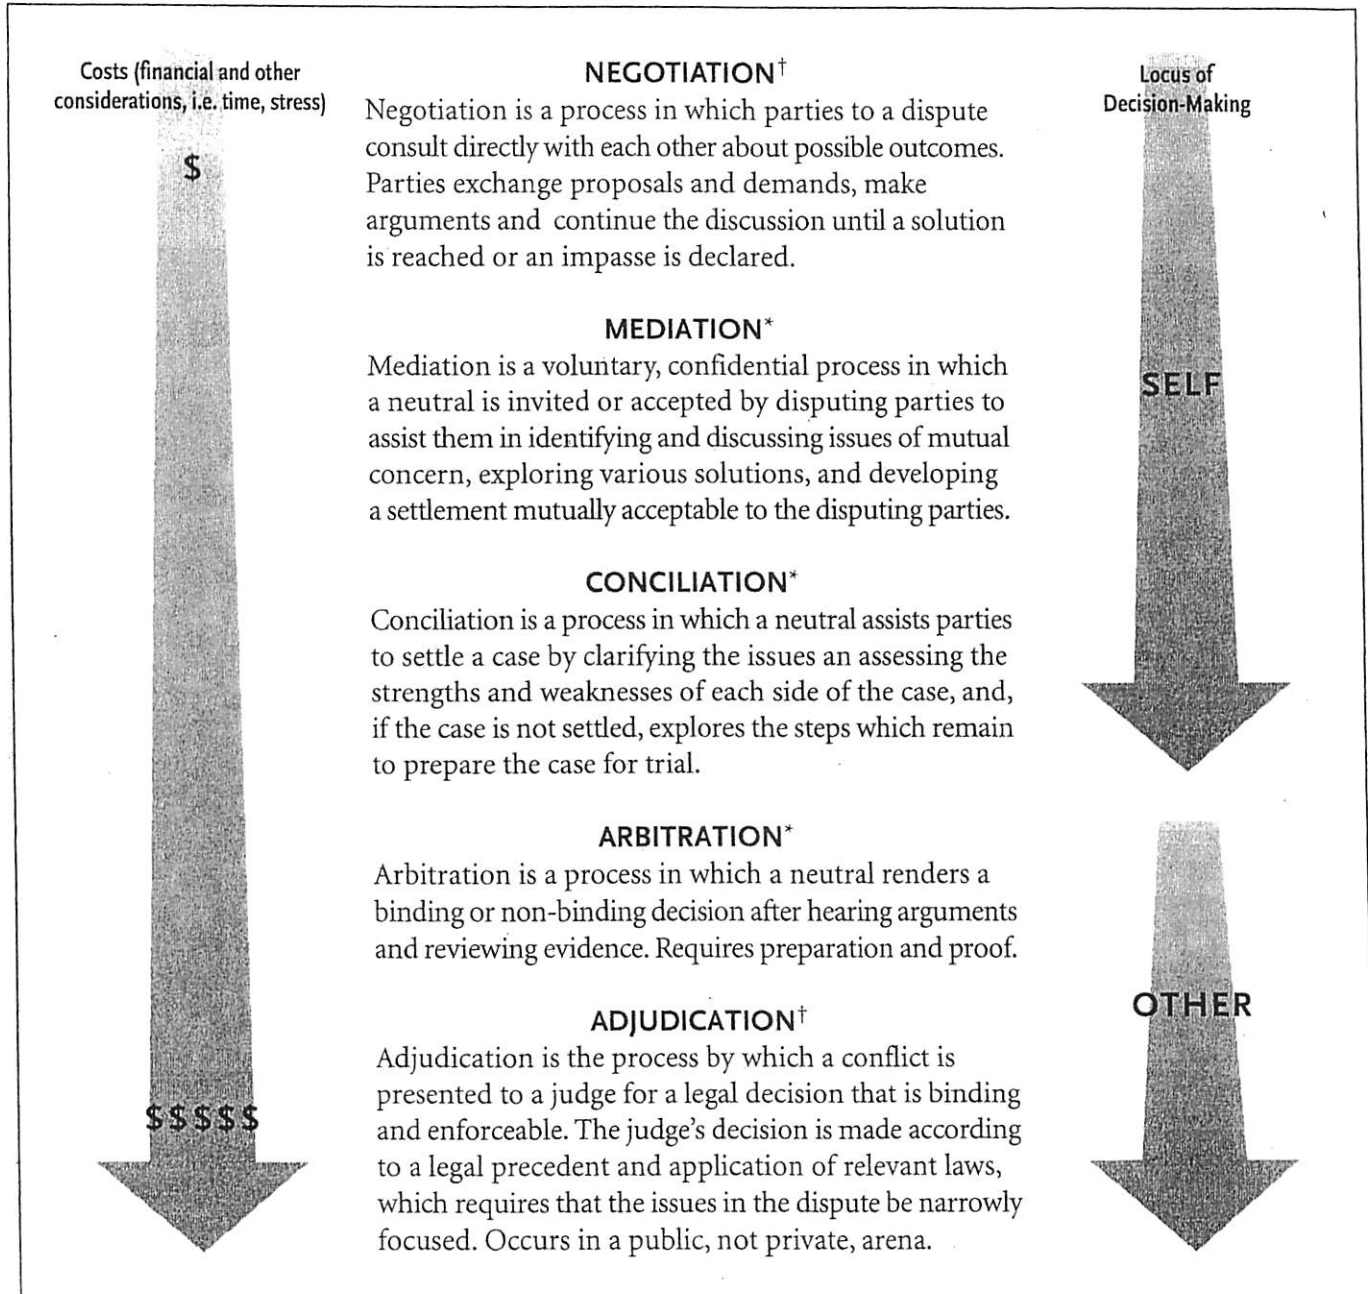 Costs (financial and other
considerations, i.e. time, stress)
$
$$$$$
NEGOTIATION†
Negotiation is a process in which parties to a dispute
consult directly with each other about possible outcomes.
Parties exchange proposals and demands, make
arguments and continue the discussion until a solution
is reached or an impasse is declared.
MEDIATION*
Mediation is a voluntary, confidential process in which
a neutral is invited or accepted by disputing parties to
assist them in identifying and discussing issues of mutual
concern, exploring various solutions, and developing
a settlement mutually acceptable to the disputing parties.
CONCILIATION*
Conciliation is a process in which a neutral assists parties
to settle a case by clarifying the issues an assessing the
strengths and weaknesses of each side of the case, and,
if the case is not settled, explores the steps which remain
to prepare the case for trial.
ARBITRATION*
Arbitration is a process in which a neutral renders a
binding or non-binding decision after hearing arguments
and reviewing evidence. Requires preparation and proof.
ADJUDICATION†
Adjudication is the process by which a conflict is
presented to a judge for a legal decision that is binding
and enforceable. The judge's decision is made according
to a legal precedent and application of relevant laws,
which requires that the issues in the dispute be narrowly
focused. Occurs in a public, not private, arena.
Locus of
Decision-Making
SELF
OTHER